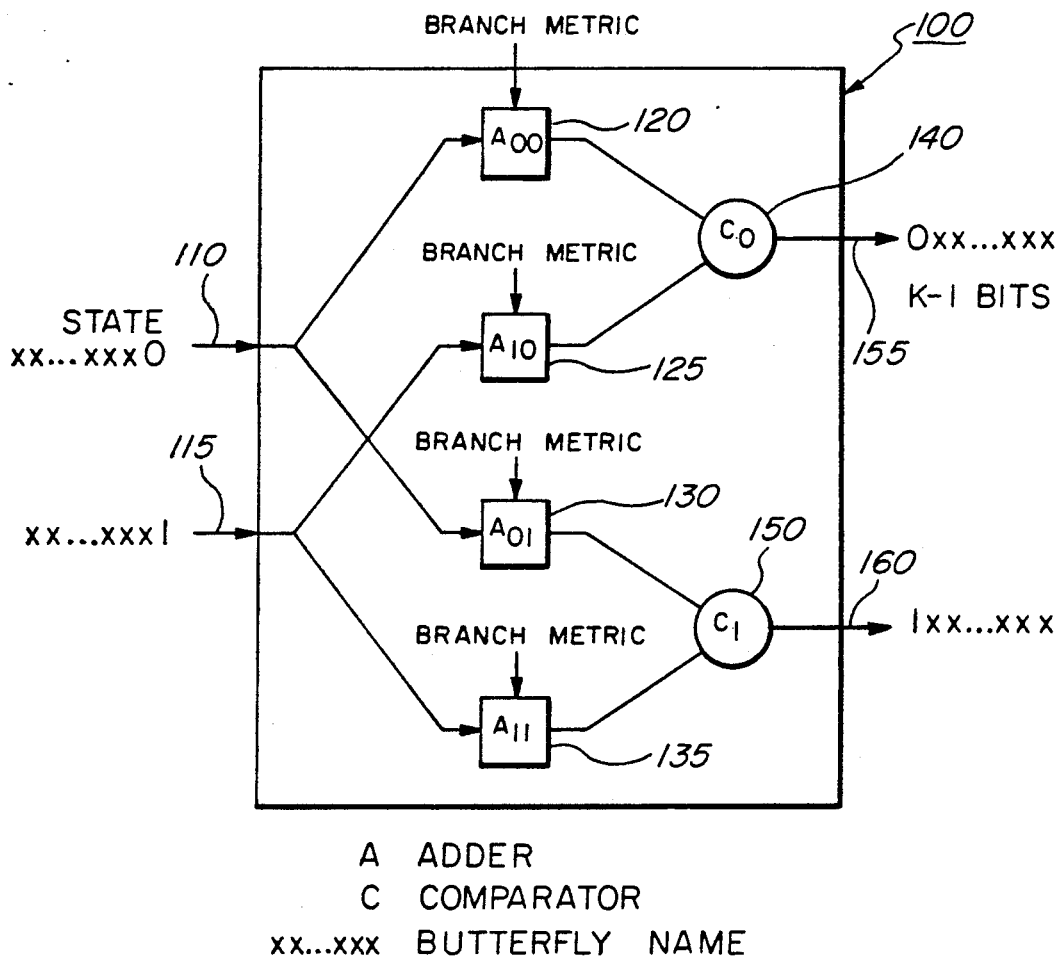 BRANCH METRIC
100
A00
120
140
C0
0xx...xxx
K-1 BITS
155
BRANCH METRIC
110
STATE
xx...xxx0
A10
125
BRANCH METRIC
115
xx...xxx1
A01
130
150
160
C1
1xx...xxx
BRANCH METRIC
A11
135
A ADDER
C COMPARATOR
xx...xxx BUTTERFLY NAME